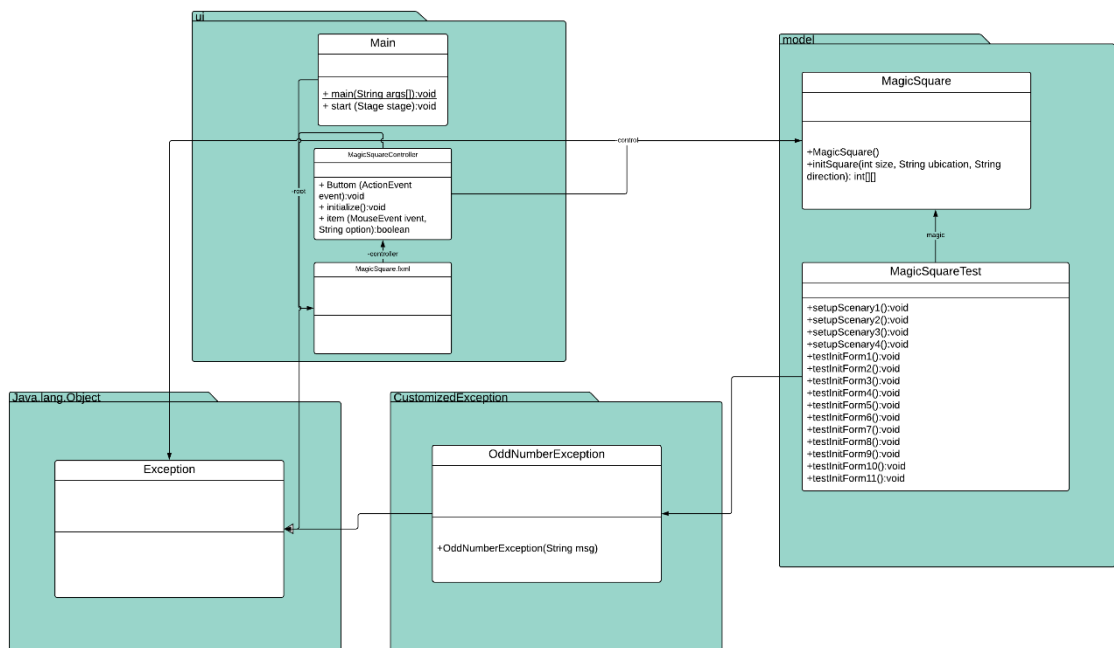 ui
Main
+ main(String args[]):void
+ start (Stage stage):void
-control
MagicSquareController
+ Buttom (ActionEvent
event):void
+ initialize():void
+ item (MouseEvent ivent,
String option):boolean
-root
-controller
MagicSquare.fxml
model
MagicSquare
+MagicSquare()
+initSquare(int size, String ubication, String
direction): int[][]
magic
MagicSquareTest
+setupScenary1():void
+setupScenary2():void
+setupScenary3():void
+setupScenary4():void
+testInitForm1():void
+testInitForm2():void
+testInitForm3():void
+testInitForm4():void
+testInitForm5():void
+testInitForm6():void
+testInitForm7():void
+testInitForm8():void
+testInitForm9():void
+testInitForm10():void
+testInitForm11():void
Java.lang.Object
Exception
CustomizedException
OddNumberException
+OddNumberException(String msg)